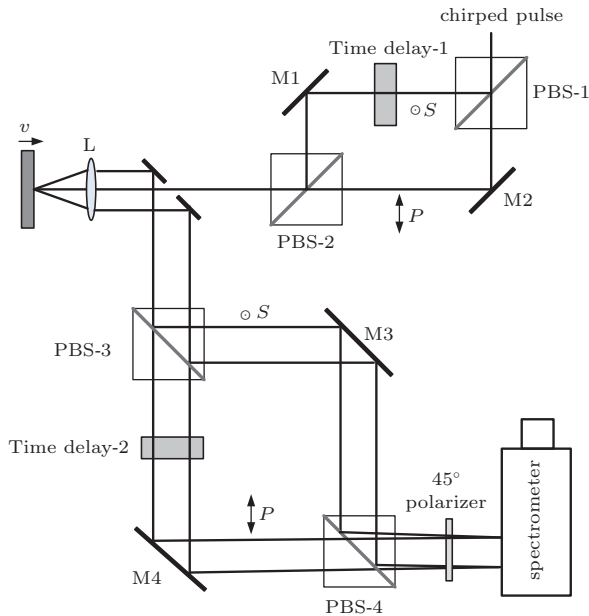 chirped pulse
Time delay-1
M1
⊙ S
PBS-1
v
L
M2
P
PBS-2
⊙ S
M3
PBS-3
Time delay-2
45°
polarizer
P
spectrometer
M4
PBS-4